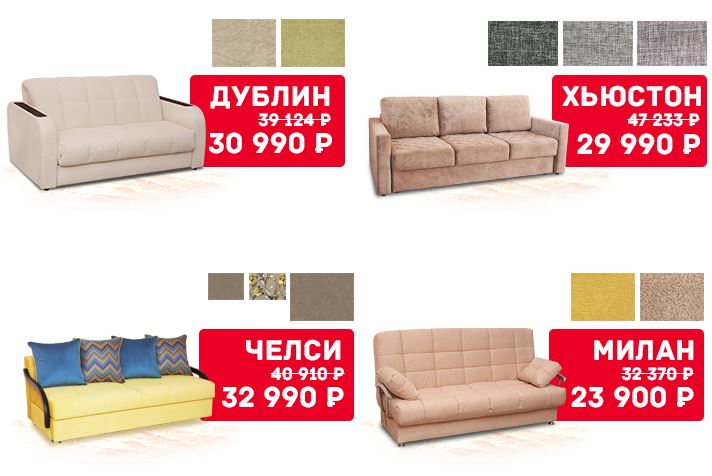 ДУБЛИН
39 124 ₽
30 990 ₽
ХЬЮСТОН
47 233 ₽
29 990 ₽
ЧЕЛСИ
40 910 ₽
32 990 ₽
МИЛАН
32 370 ₽
23 900 ₽